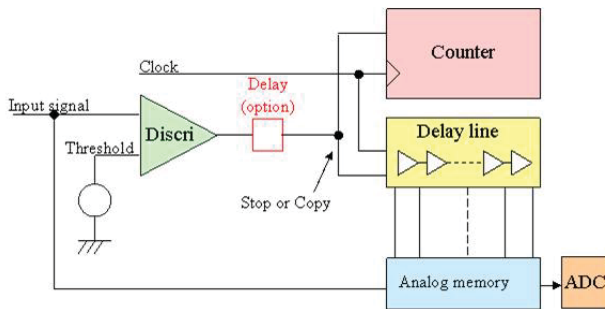 Counter
Clock
Delay
(option)
Input signal
Discri
Delay line
Threshold
Stop or Copy
Analog memory
ADC